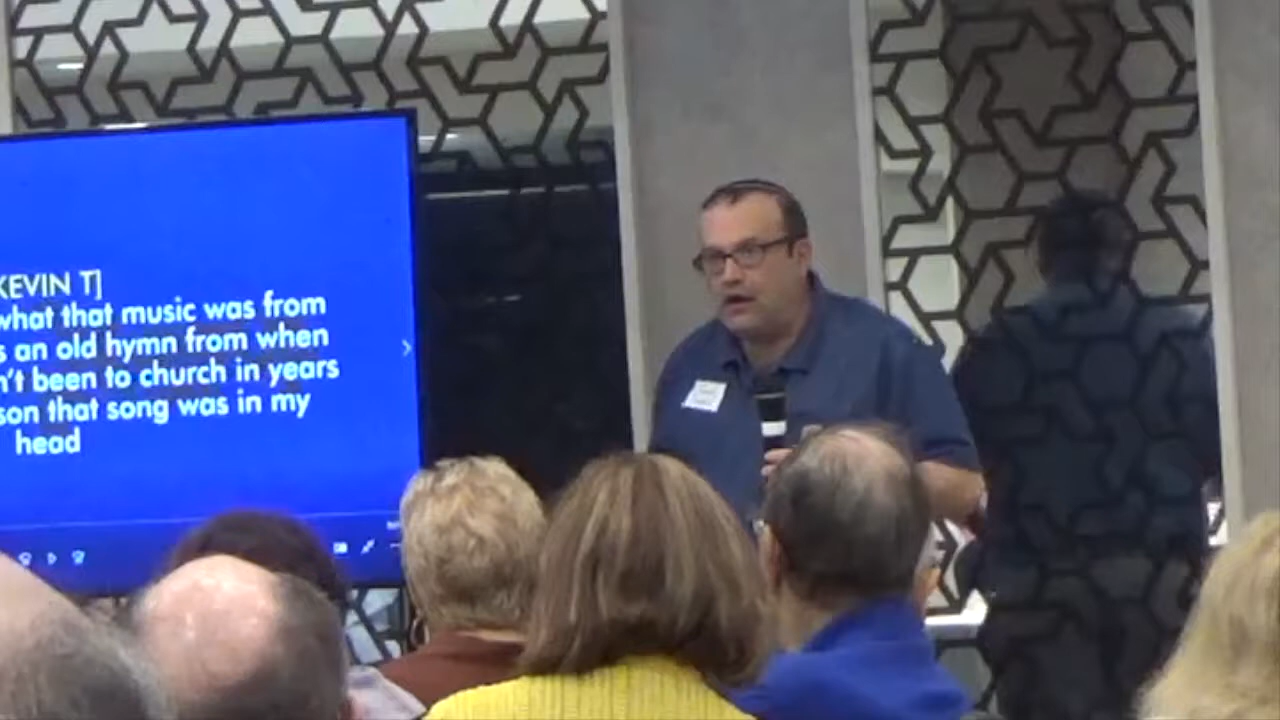 KEVIN T]
what that music was from
s an old hymn from when
n't been to church in years
son that song was in my
head